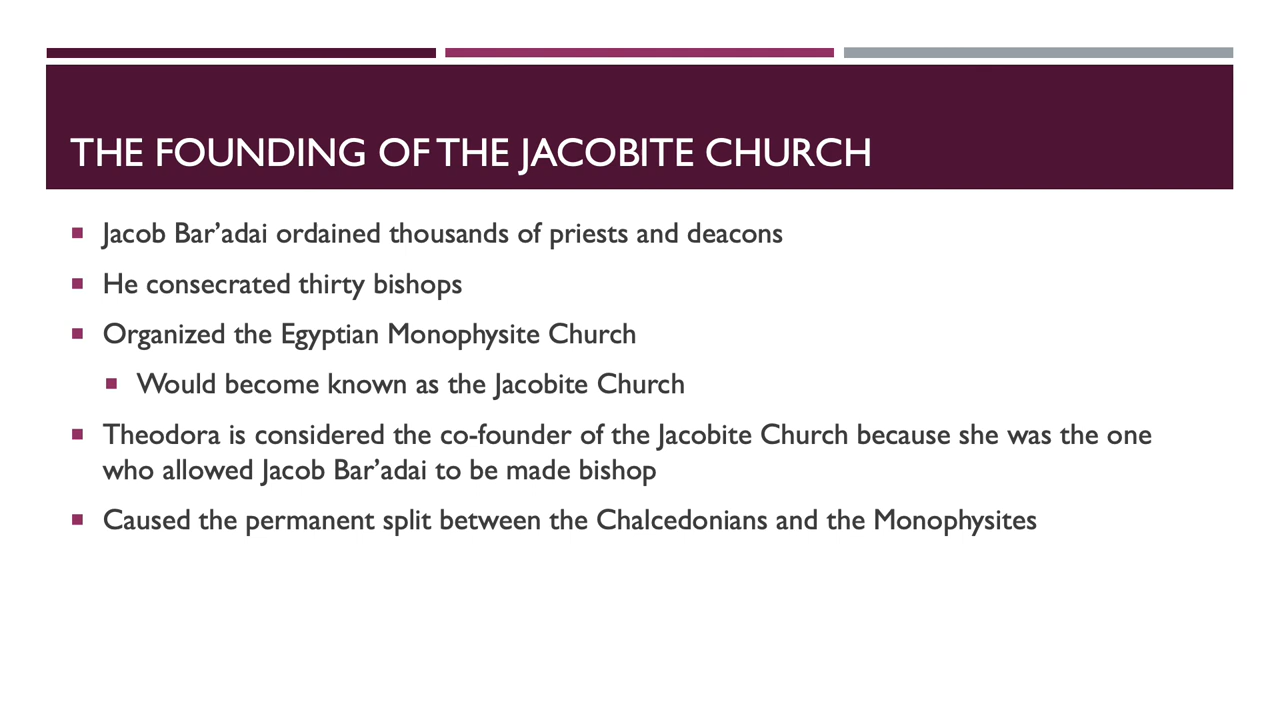 THE FOUNDING OF THE JACOBITE CHURCH
Jacob Bar’adai ordained thousands of priests and deacons
He consecrated thirty bishops
Organized the Egyptian Monophysite Church
Would become known as the Jacobite Church
Theodora is considered the co-founder of the Jacobite Church because she was the one
who allowed Jacob Bar’adai to be made bishop
Caused the permanent split between the Chalcedonians and the Monophysites